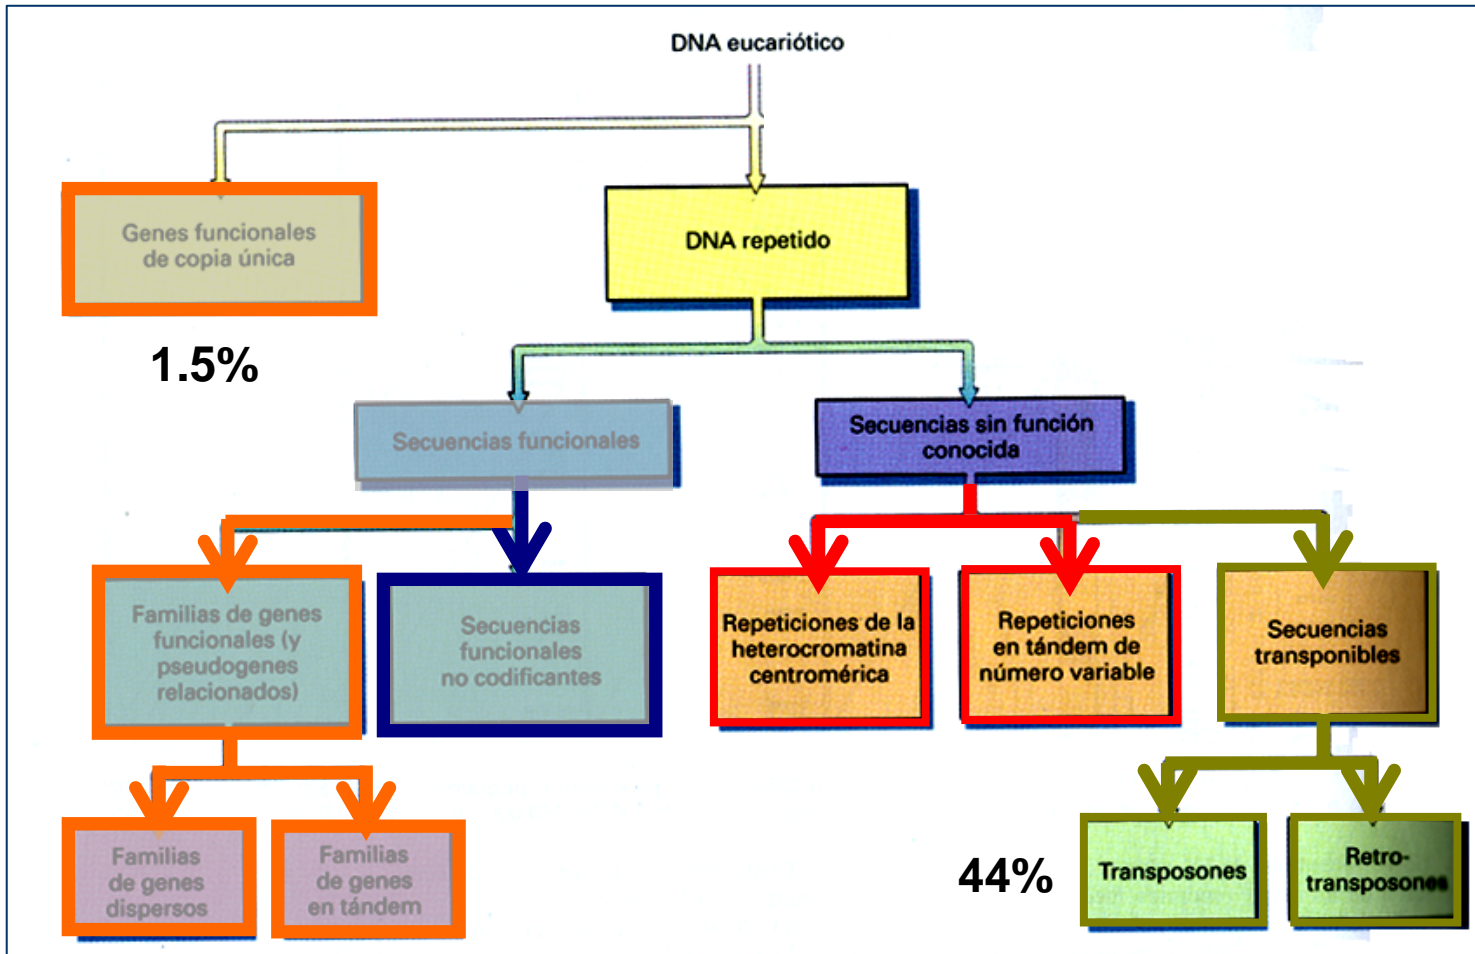 DNA eucariótico
Genes funcionales
de copia única
DNA repetido
1.5%
Secuencias funcionales
Secuencias sin función
conocida
Familias de genes
funcionales (y
pseudogenes
relacionados)
Secuencias
funcionales
no codificantes
Repeticiones de la
heterocromatina
centromérica
Repeticiones
en tándem de
número variable
Secuencias
transponibles
Familias
de genes
dispersos
Familias
de genes
en tándem
44%
Transposones
Retro-
transposones